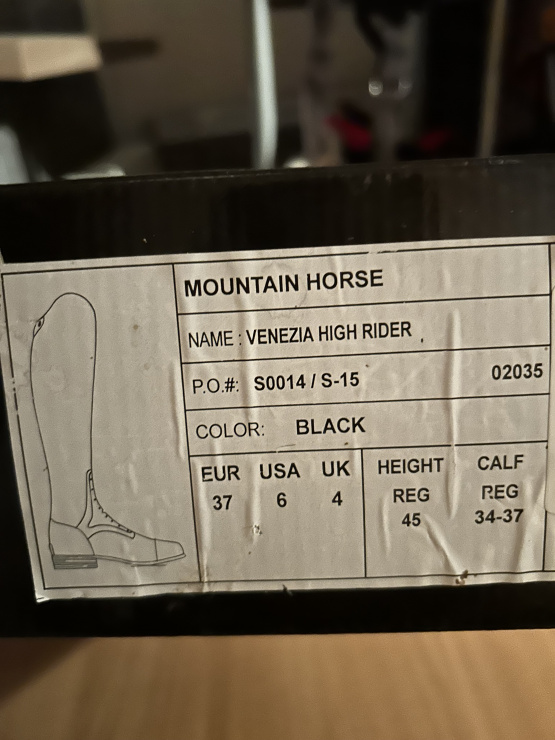 MOUNTAIN HORSE
NAME : VENEZIA HIGH RIDER
P.O.#: S0014 / S-15 02035
COLOR: BLACK
EUR USA UK HEIGHT CALF
37 6 4 REG REG
45 34-37